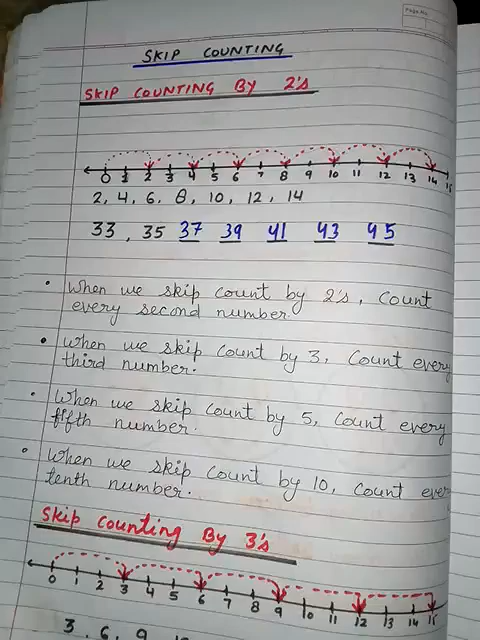 Page No.
SKIP COUNTING
SKIP COUNTING BY 2's
0 1 2 3 4 5 6 7 8 9 10 11 12 13 14 15
2, 4, 6, 8, 10, 12, 14
33, 35 37 39 41 43 45
• When we skip count by 2's, Count
every second number.
• When we skip count by 3, Count every
third number.
• When we skip count by 5, Count every
fifth number.
• When we skip count by 10, Count every
tenth number.
Skip Counting By 3's
0 1 2 3 4 5 6 7 8 9 10 11 12 13 14 15
3, 6, 9